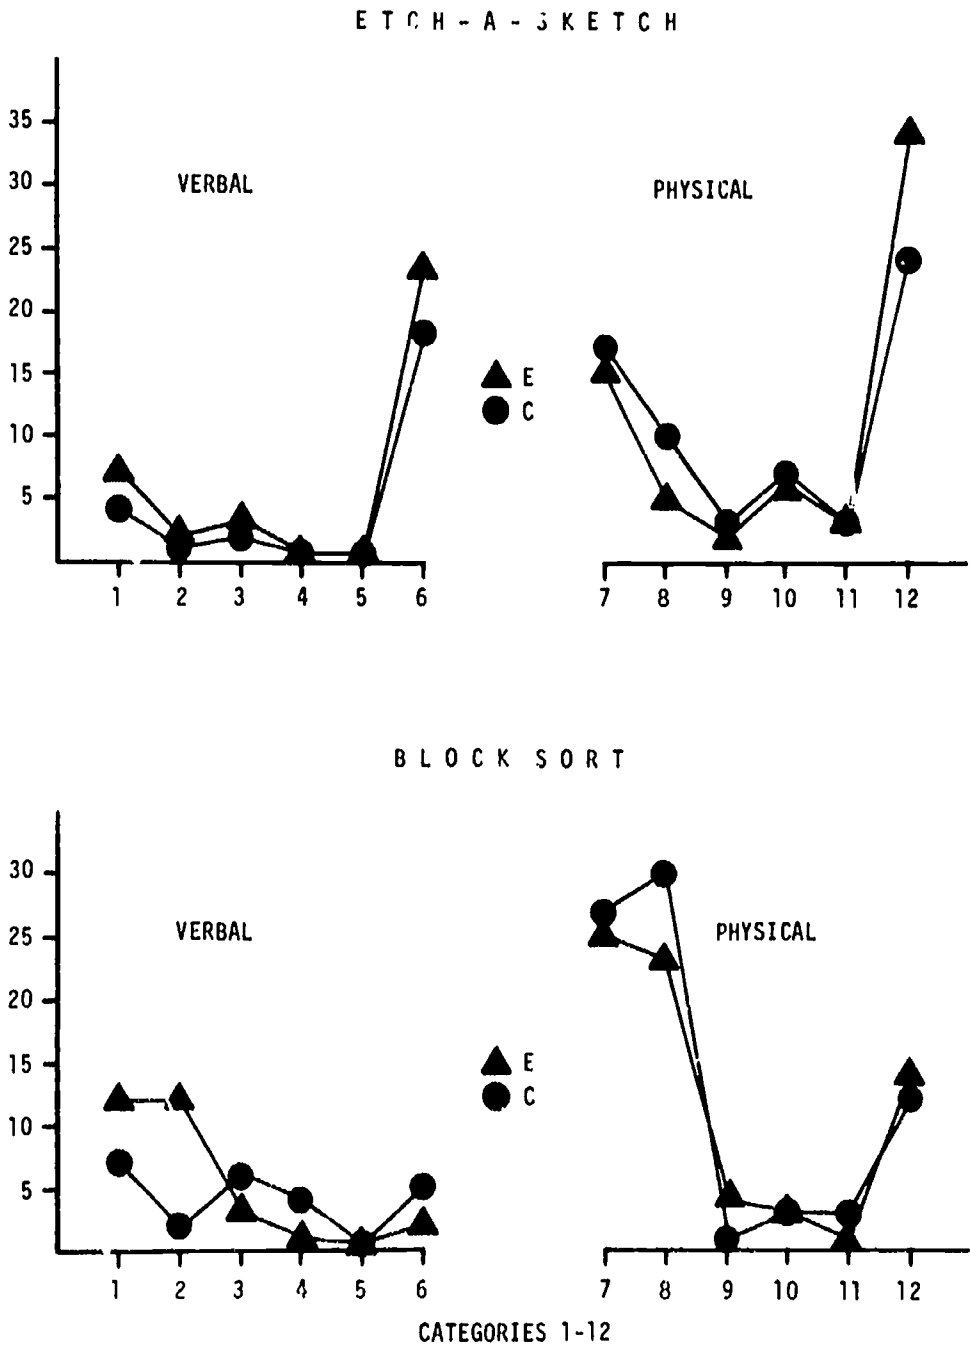 ETCH-A-SKETCH
35
30
25
20
15
10
5
VERBAL
PHYSICAL
E
C
1 2 3 4 5 6
7 8 9 10 11 12
BLOCK SORT
30
25
20
15
10
5
VERBAL
PHYSICAL
E
C
1 2 3 4 5 6
7 8 9 10 11 12
CATEGORIES 1-12